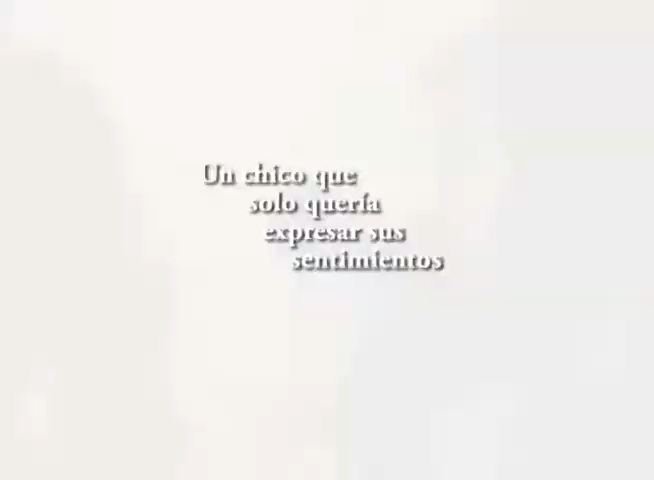 Un chico que
solo quería
expresar sus
sentimientos